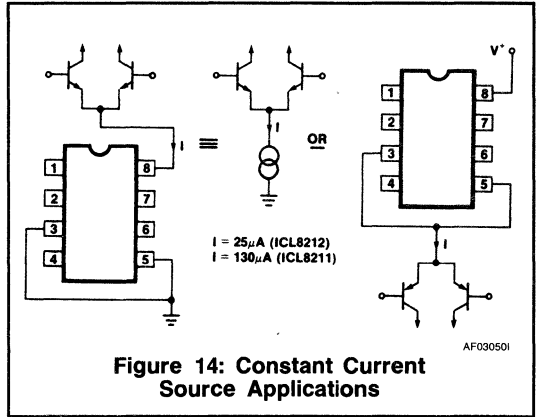 V+
I
≡
I
OR
1 8
2 7
3 6
4 5
1 8
2 7
3 6
4 5
I = 25µA (ICL8212)
I = 130µA (ICL8211)
I
AF03050I
Figure 14: Constant Current
Source Applications